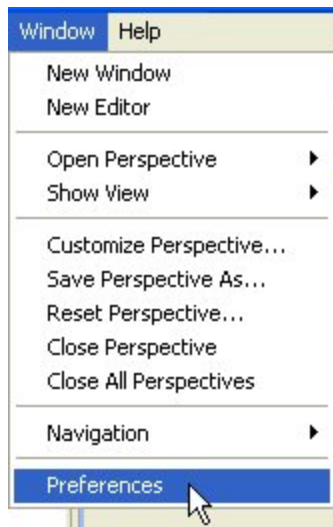 Window Help
New Window
New Editor
Open Perspective
Show View
Customize Perspective...
Save Perspective As...
Reset Perspective...
Close Perspective
Close All Perspectives
Navigation
Preferences